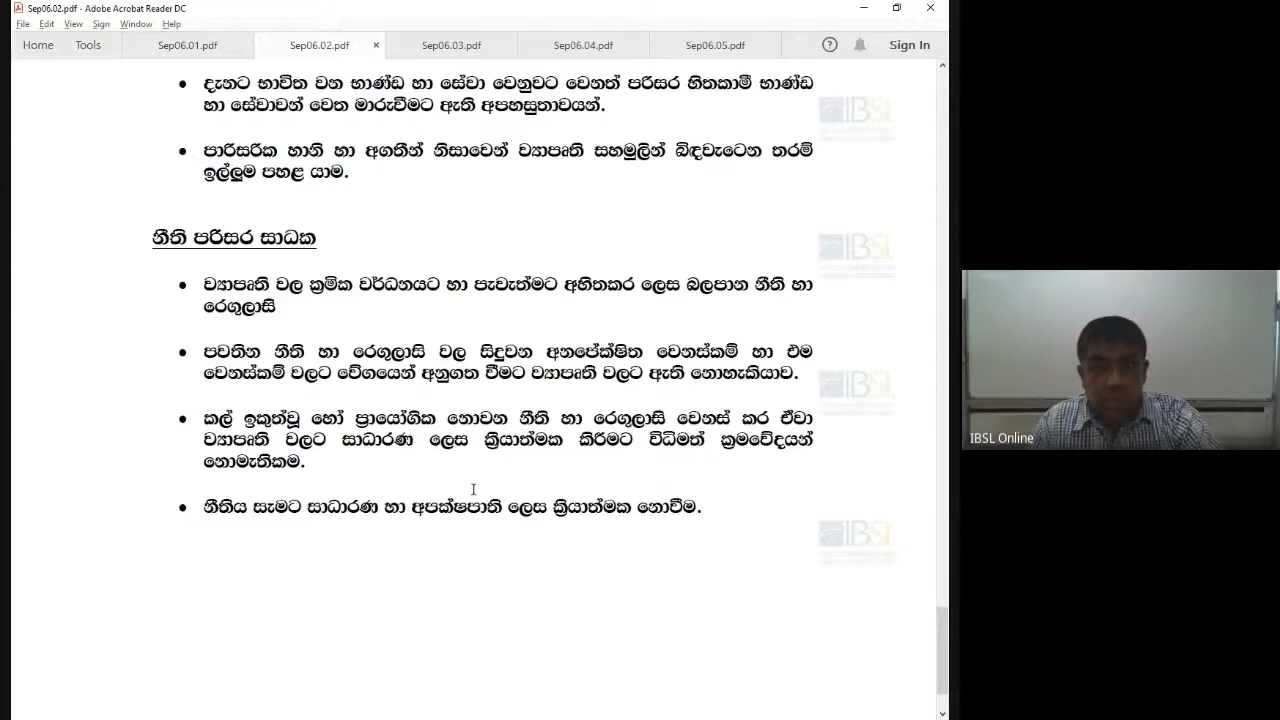 Sep06.02.pdf - Adobe Acrobat Reader DC
File Edit View Sign Window Help
Home Tools Sep06.01.pdf Sep06.02.pdf × Sep06.03.pdf Sep06.04.pdf Sep06.05.pdf ? Sign In
• දැනට භාවිත වන භාණ්ඩ හා සේවා වෙනුවට වෙනත් පරිසර හිතකාමී භාණ්ඩ
හා සේවාවන් වෙත මාරුවීමට ඇති අපහසුතාවයන්.
• පාරිසරික හානි හා අගතීන් නිසාවෙන් ව්‍යාපෘති සහමුලින් බිඳවැටෙන තරම්
ඉල්ලුම පහළ යාම.
නීති පරිසර සාධක
• ව්‍යාපෘති වල ක්‍රමික වර්ධනයට හා පැවැත්මට අහිතකර ලෙස බලපාන නීති හා
රෙගුලාසි
• පවතින නීති හා රෙගුලාසි වල සිදුවන අනපේක්ෂිත වෙනස්කම් හා එම
වෙනස්කම් වලට වේගයෙන් අනුගත වීමට ව්‍යාපෘති වලට ඇති නොහැකියාව.
• කල් ඉකුත්වූ හෝ ප්‍රායෝගික නොවන නීති හා රෙගුලාසි වෙනස් කර ඒවා
ව්‍යාපෘති වලට සාධාරණ ලෙස ක්‍රියාත්මක කිරීමට විධිමත් ක්‍රමවේදයන්
නොමැතිකම.
• නීතිය සැමට සාධාරණ හා අපක්ෂපාති ලෙස ක්‍රියාත්මක නොවීම.
IBSL
IBSL
IBSL
IBSL
IBSL Online